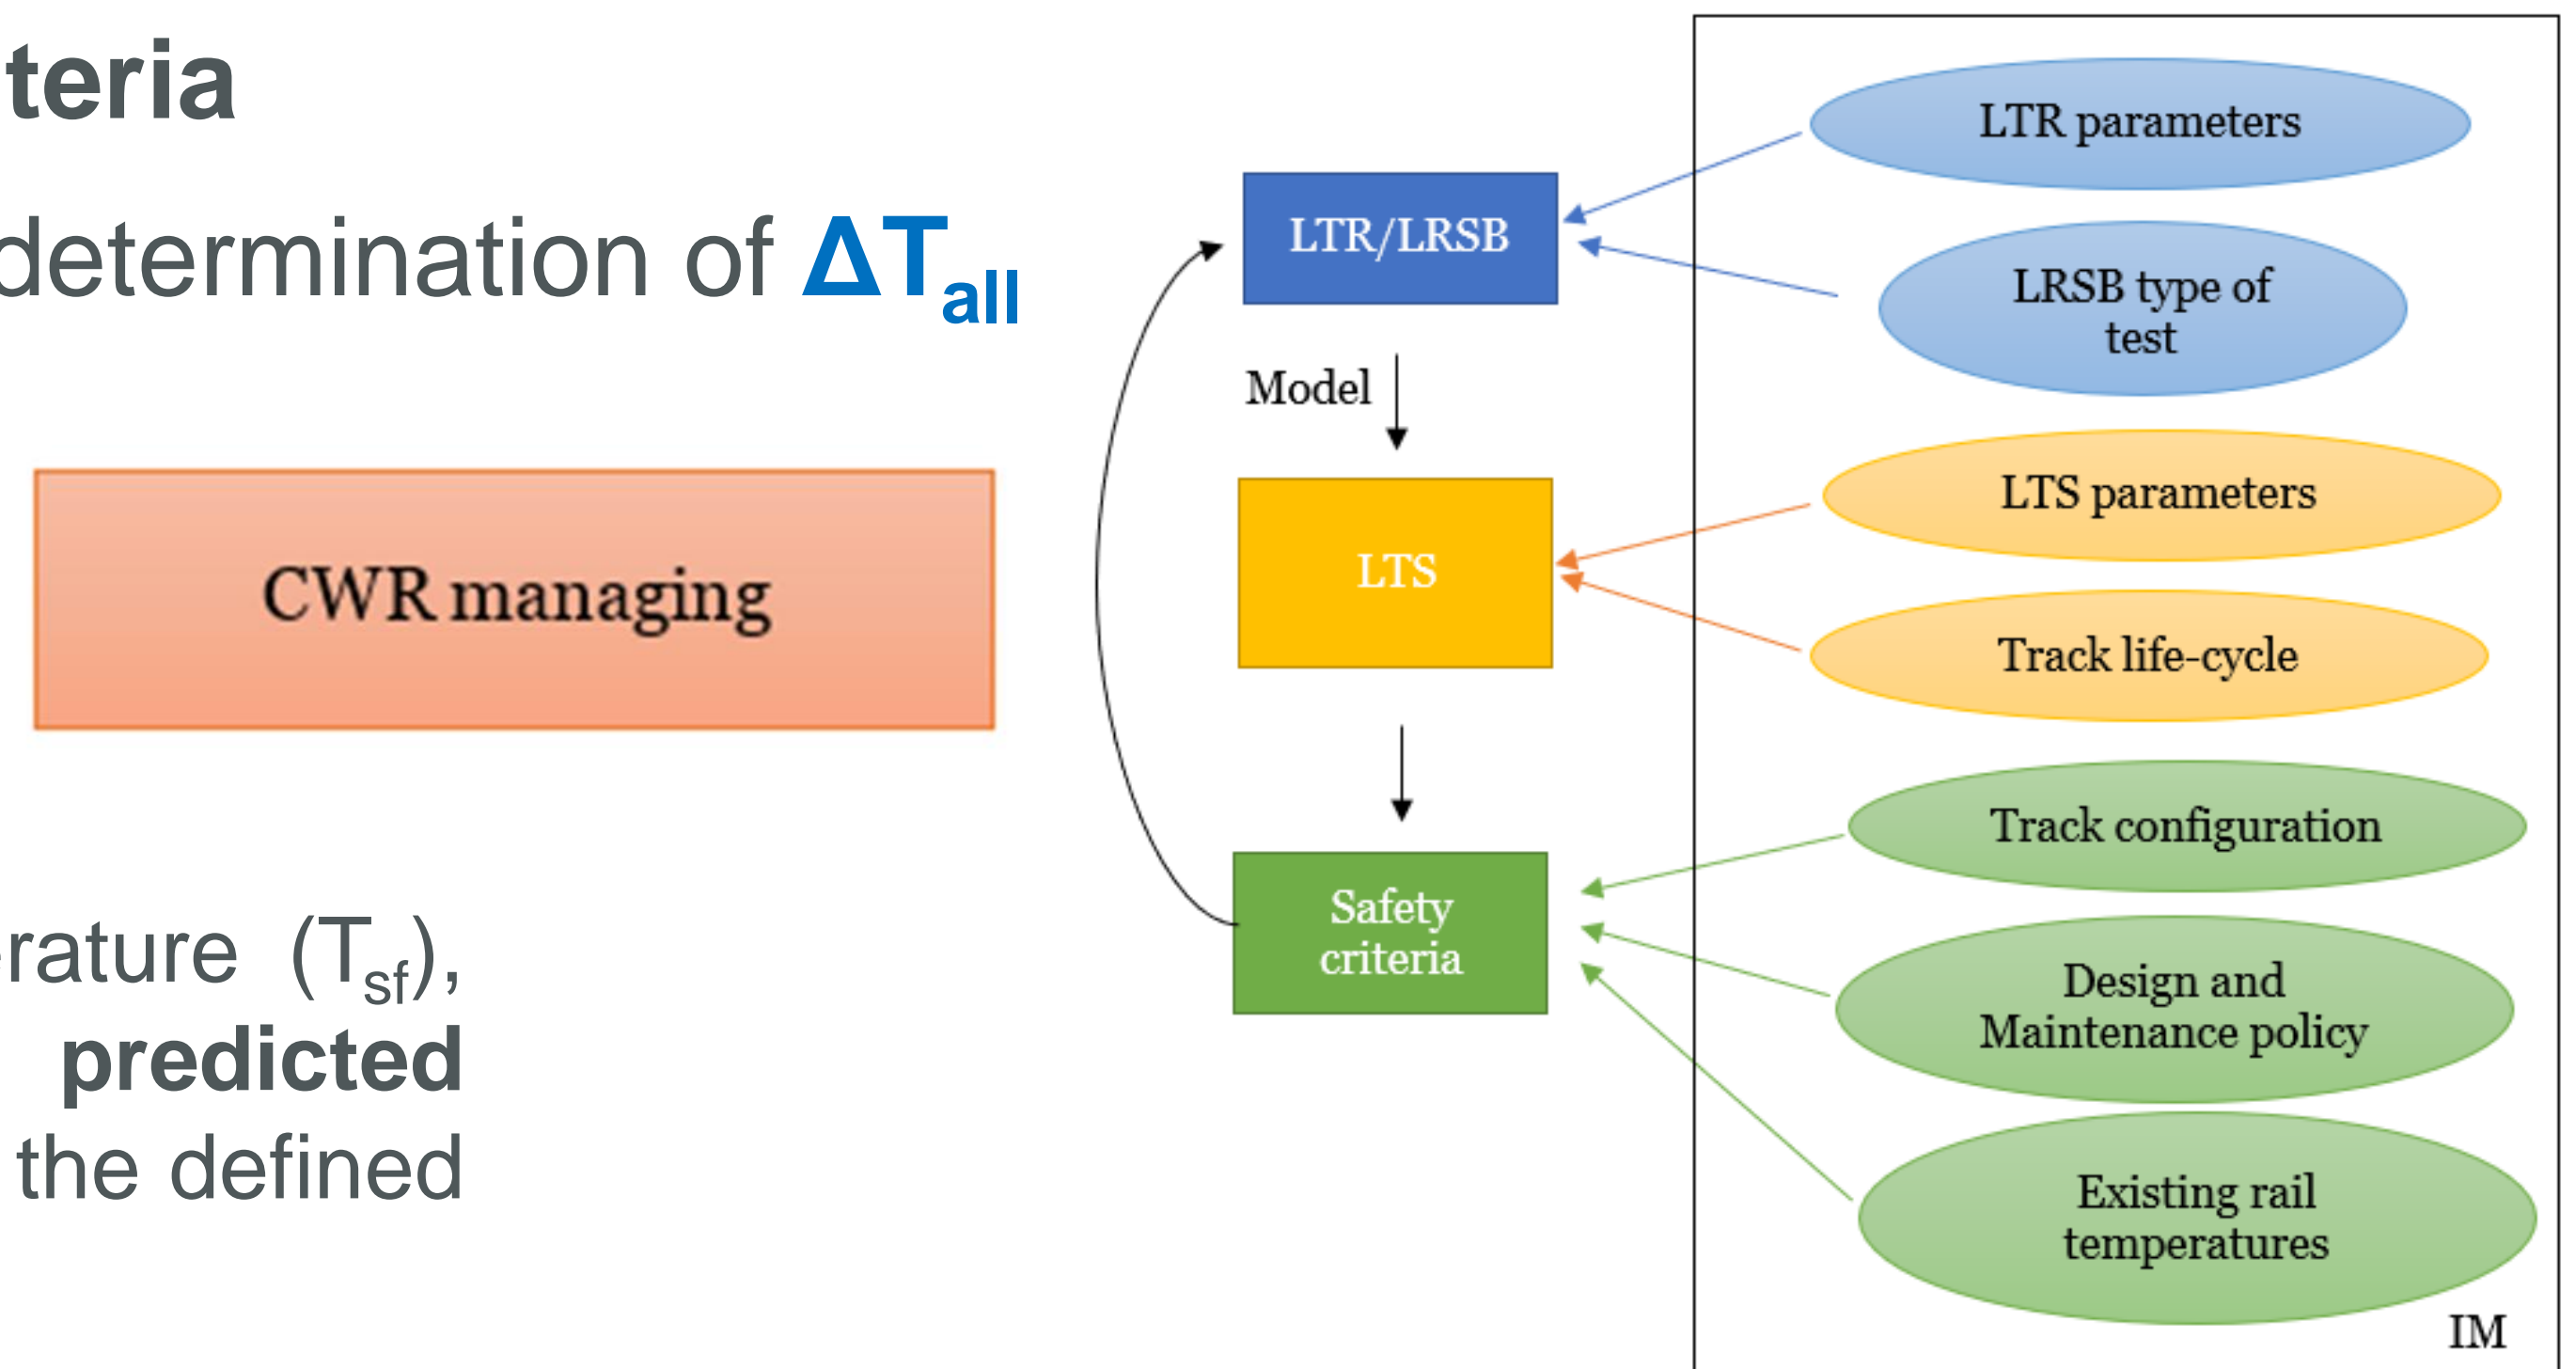 teria
determination of ΔTall
CWR managing
erature (Tsf),
predicted
the defined
LTR/LRSB
Model
LTS
Safety
criteria
LTR parameters
LRSB type of
test
LTS parameters
Track life-cycle
Track configuration
Design and
Maintenance policy
Existing rail
temperatures
IM